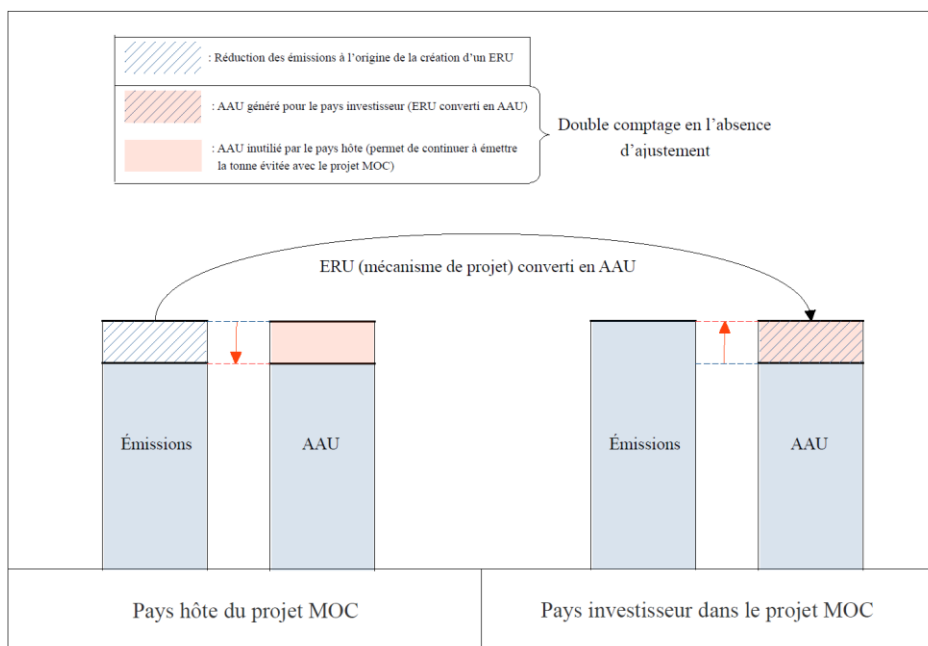 : Réduction des émissions à l'origine de la création d'un ERU
: AAU généré pour le pays investisseur (ERU converti en AAU)
: AAU inutilié par le pays hôte (permet de continuer à émettre
la tonne évitée avec le projet MOC)
Double comptage en l'absence
d'ajustement
ERU (mécanisme de projet) converti en AAU
Émissions
AAU
Émissions
AAU
Pays hôte du projet MOC
Pays investisseur dans le projet MOC